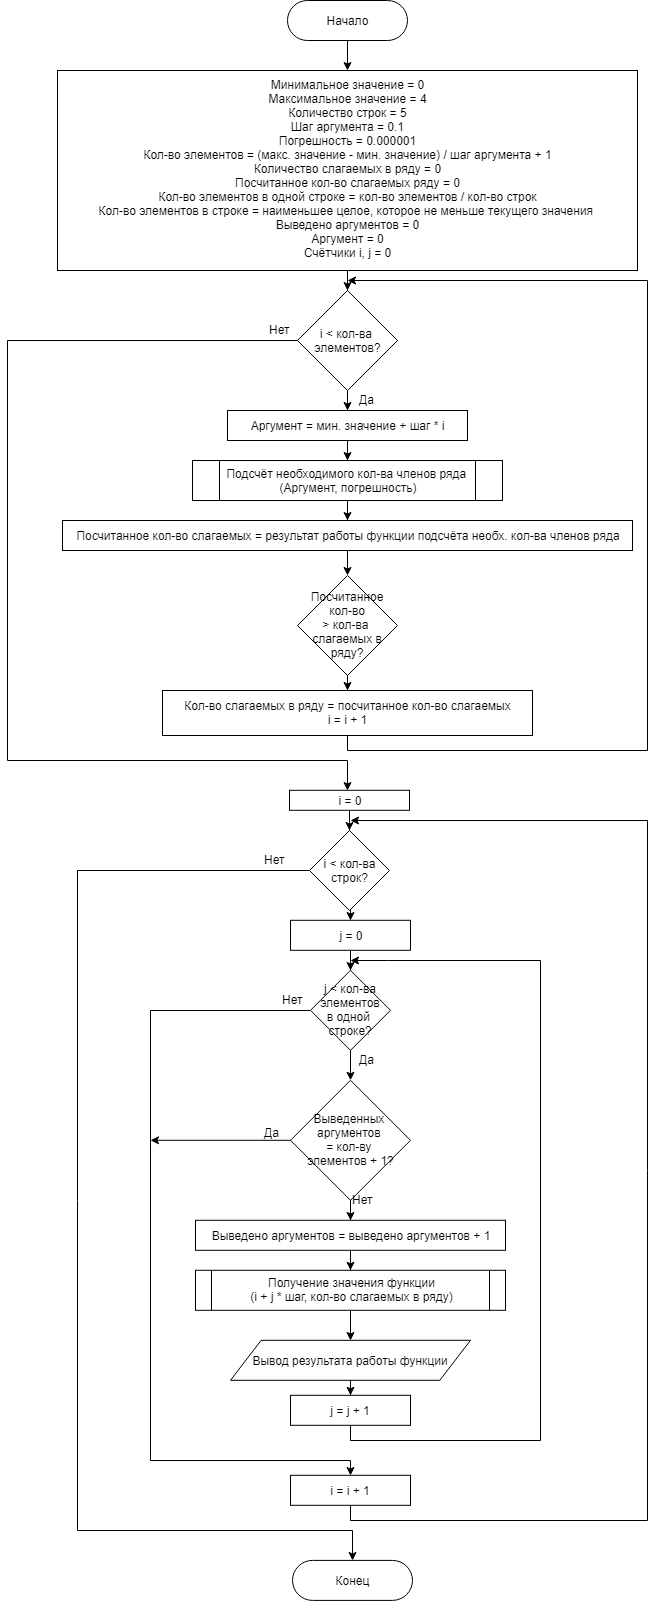 Начало
Минимальное значение = 0
Максимальное значение = 4
Количество строк = 5
Шаг аргумента = 0.1
Погрешность = 0.000001
Кол-во элементов = (макс. значение - мин. значение) / шаг аргумента + 1
Количество слагаемых в ряду = 0
Посчитанное кол-во слагаемых ряду = 0
Кол-во элементов в одной строке = кол-во элементов / кол-во строк
Кол-во элементов в строке = наименьшее целое, которое не меньше текущего значения
Выведено аргументов = 0
Аргумент = 0
Счётчики i, j = 0
Нет
i < кол-ва
элементов?
Да
Аргумент = мин. значение + шаг * i
Подсчёт необходимого кол-ва членов ряда
(Аргумент, погрешность)
Посчитанное кол-во слагаемых = результат работы функции подсчёта необх. кол-ва членов ряда
Посчитанное
кол-во
> кол-ва
слагаемых в
ряду?
Кол-во слагаемых в ряду = посчитанное кол-во слагаемых
i = i + 1
i = 0
Нет
i < кол-ва
строк?
j = 0
Нет
j < кол-ва
элементов
в одной
строке?
Да
Да
Выведенных
аргументов
= кол-ву
элементов + 1?
Нет
Выведено аргументов = выведено аргументов + 1
Получение значения функции
(i + j * шаг, кол-во слагаемых в ряду)
Вывод результата работы функции
j = j + 1
i = i + 1
Конец